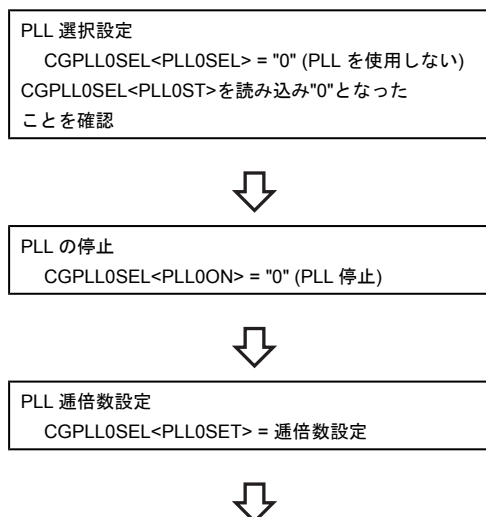 PLL 選択設定
CGPLL0SEL<PLL0SEL> = "0" (PLL を使用しない)
CGPLL0SEL<PLL0ST>を読み込み"0"となった
ことを確認
PLL の停止
CGPLL0SEL<PLL0ON> = "0" (PLL 停止)
PLL 逓倍数設定
CGPLL0SEL<PLL0SET> = 逓倍数設定